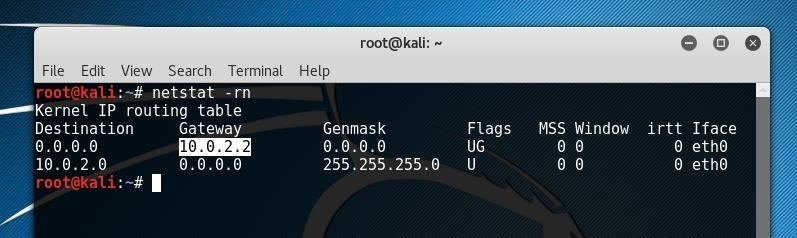 root@kali: ~
File Edit View Search Terminal Help
root@kali:~# netstat -rn
Kernel IP routing table
Destination Gateway Genmask Flags MSS Window irtt Iface
0.0.0.0 10.0.2.2 0.0.0.0 UG 0 0 0 eth0
10.0.2.0 0.0.0.0 255.255.255.0 U 0 0 0 eth0
root@kali:~#